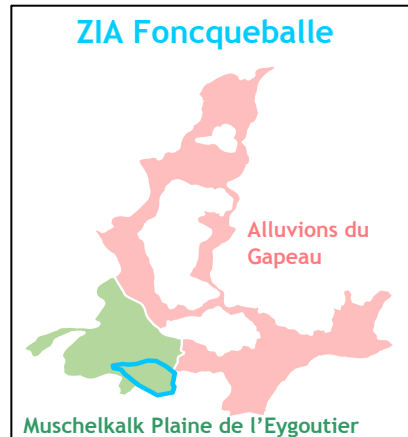 ZIA Foncqueballe
Alluvions du
Gapeau
Muschelkalk Plaine de l'Eygoutier